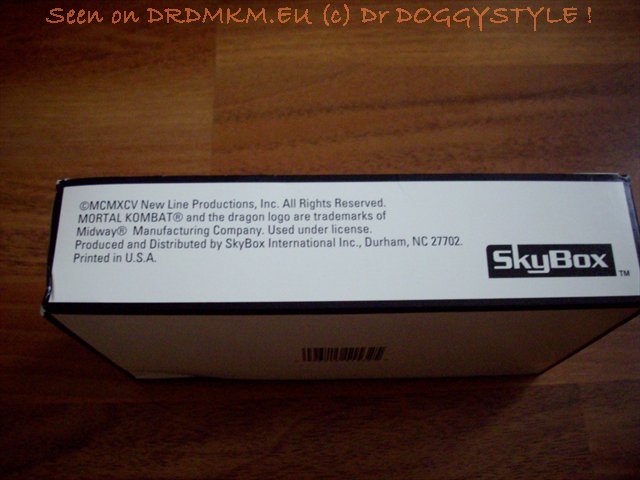 Seen on DRDMKM.EU (c) Dr DOGGYSTYLE !
©MCMXCV New Line Productions, Inc. All Rights Reserved.
MORTAL KOMBAT® and the dragon logo are trademarks of
Midway® Manufacturing Company. Used under license.
Produced and Distributed by SkyBox International Inc., Durham, NC 27702.
Printed in U.S.A.
SkyBox™